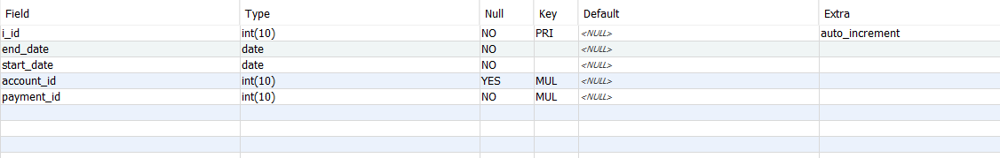 Field Type Null Key Default Extra
i_id int(10) NO PRI <NULL> auto_increment
end_date date NO <NULL>
start_date date NO <NULL>
account_id int(10) YES MUL <NULL>
payment_id int(10) NO MUL <NULL>